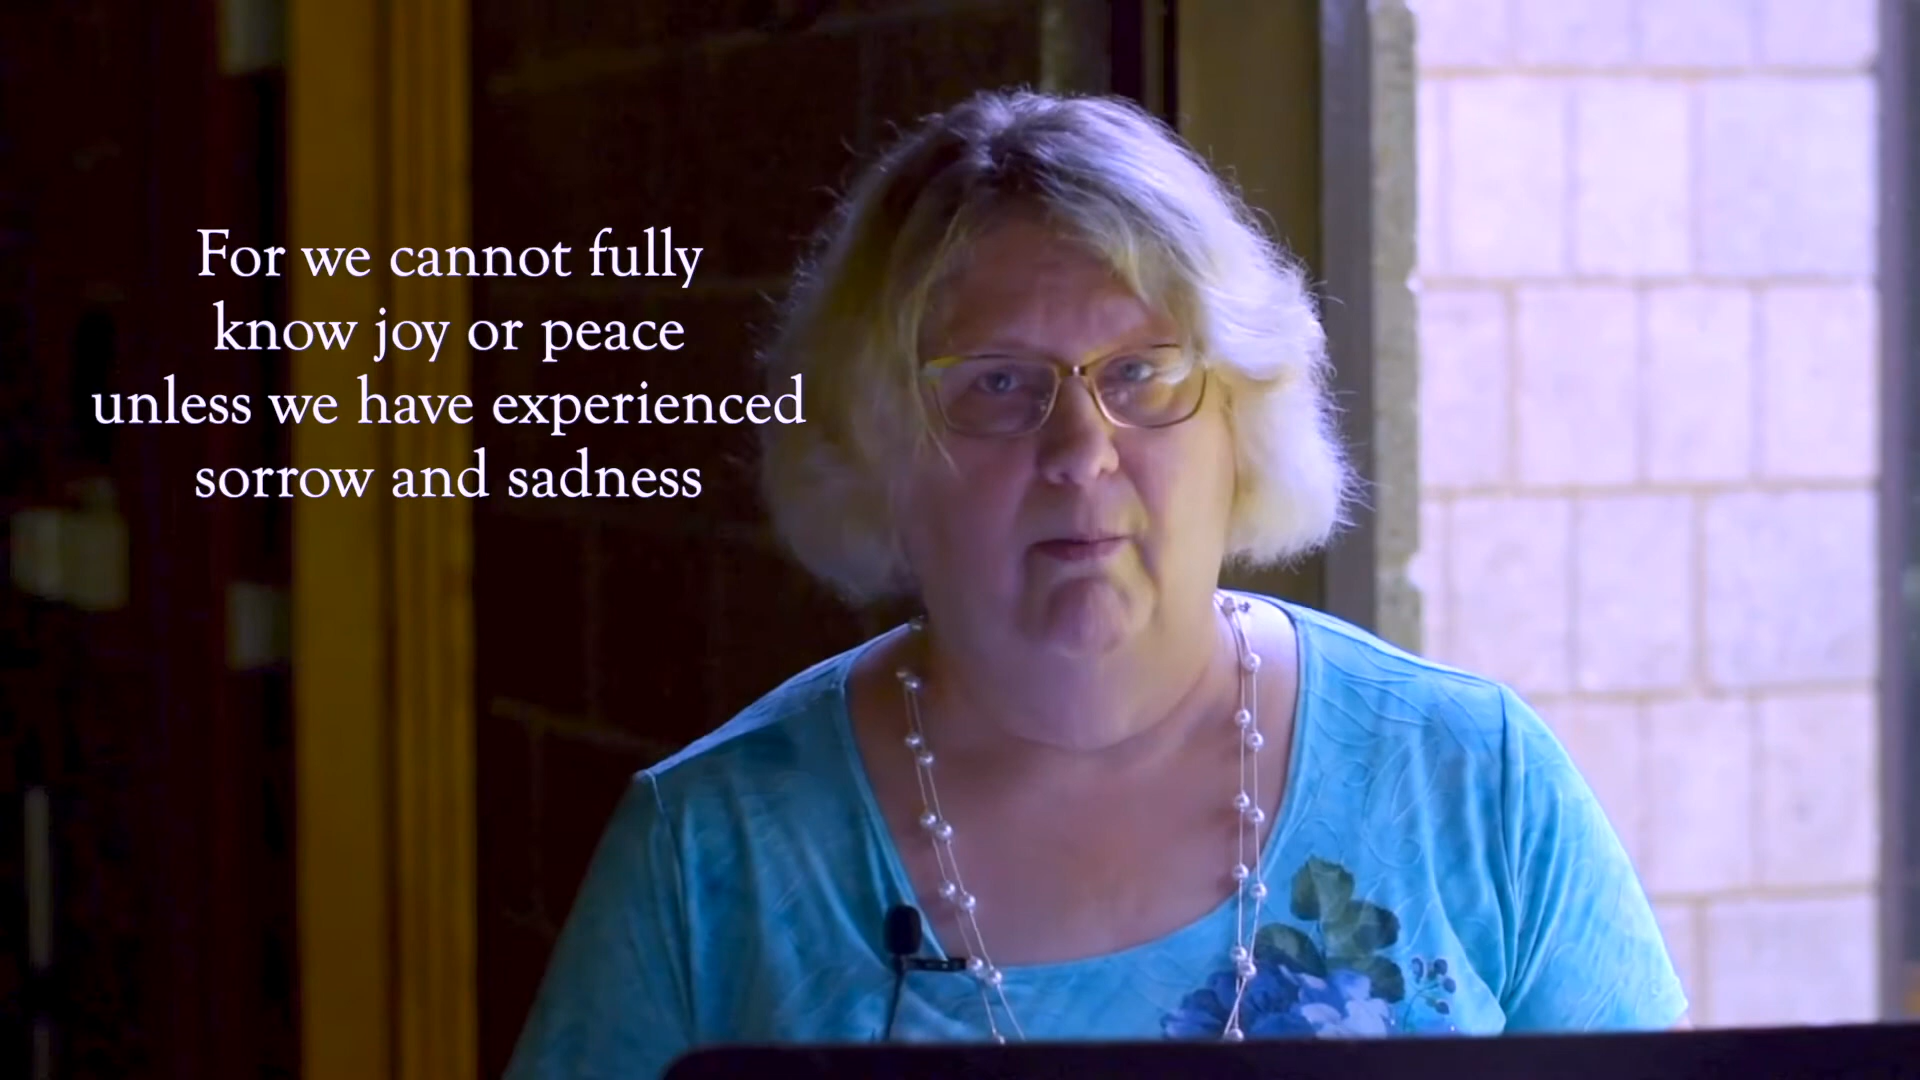 For we cannot fully
know joy or peace
unless we have experienced
sorrow and sadness